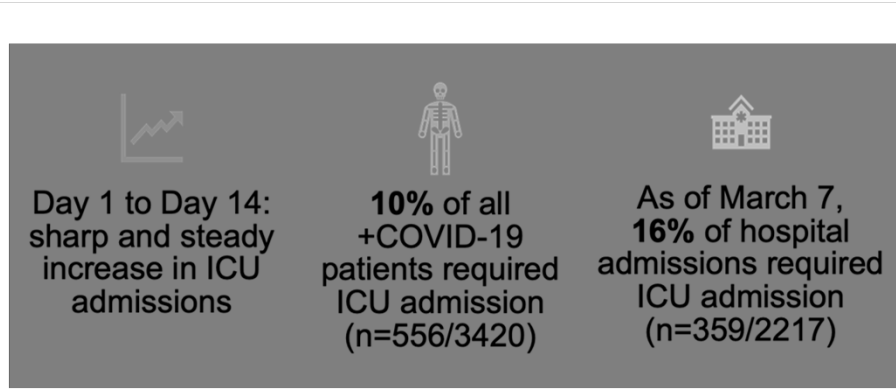 Day 1 to Day 14:
sharp and steady
increase in ICU
admissions
10% of all
+COVID-19
patients required
ICU admission
(n=556/3420)
As of March 7,
16% of hospital
admissions required
ICU admission
(n=359/2217)